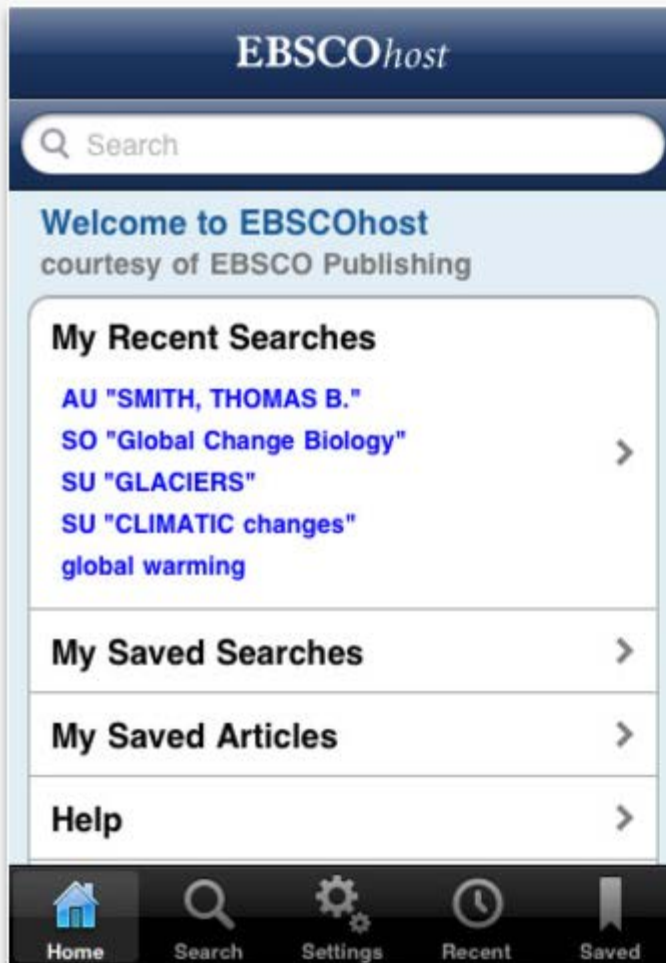 EBSCOhost
Search
Welcome to EBSCOhost
courtesy of EBSCO Publishing
My Recent Searches
AU "SMITH, THOMAS B."
SO "Global Change Biology"
SU "GLACIERS"
SU "CLIMATIC changes"
global warming
My Saved Searches
My Saved Articles
Help
Home Search Settings Recent Saved